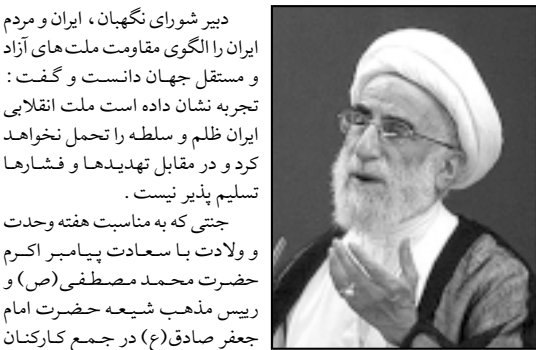 دبیر شورای نگهبان ، ایران و مردم
ایران را الگوی مقاومت ملت‌های آزاد
و مستقل جهان دانست و گفت :
تجربه نشان داده است ملت انقلابی
ایران ظلم و سلطه را تحمل نخواهد
کرد و در مقابل تهدیدها و فشارها
تسلیم پذیر نیست .
جنتی که به مناسبت هفته وحدت
و ولادت با سعادت پیامبر اکرم
حضرت محمد مصطفی(ص) و
رییس مذهب شیعه حضرت امام
جعفر صادق(ع) در جمع کارکنان